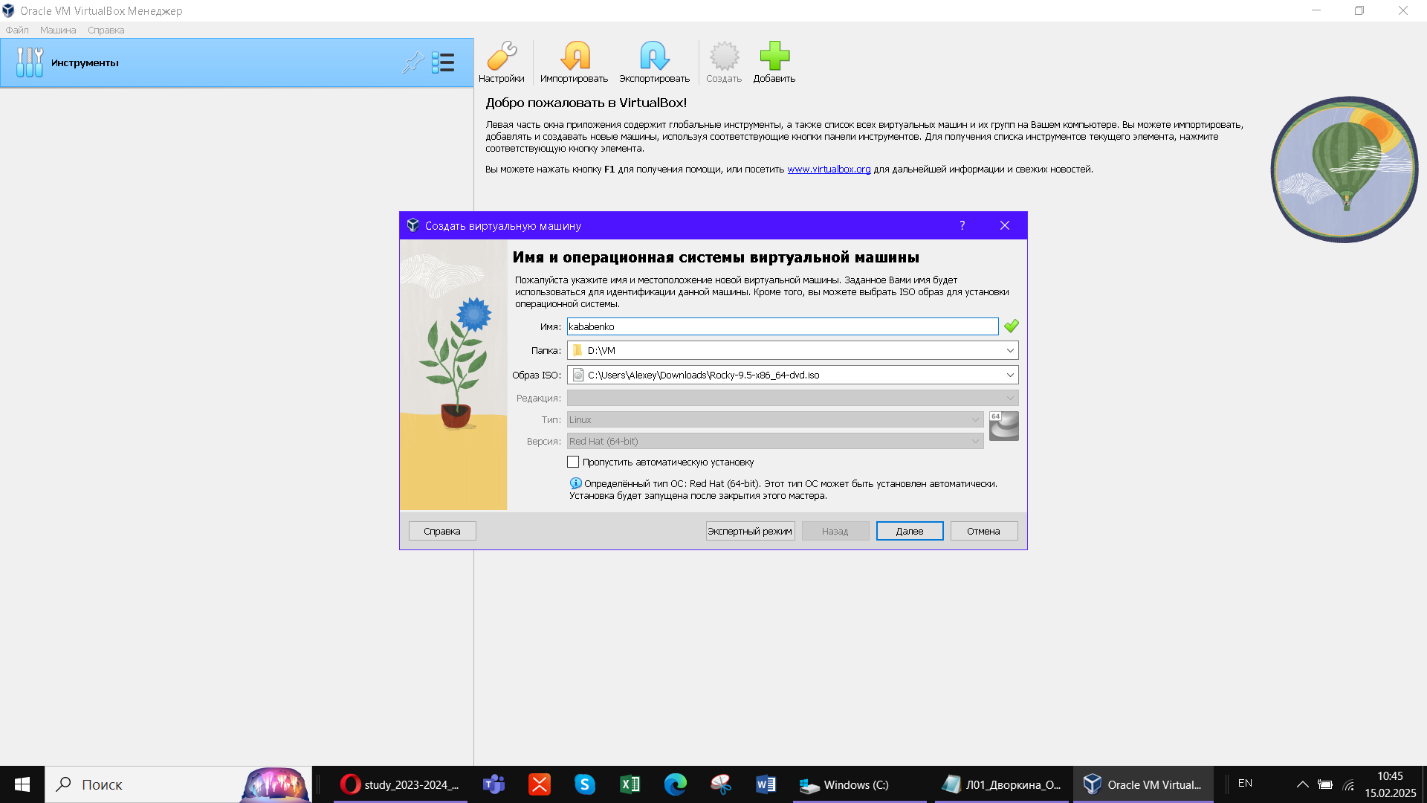 Oracle VM VirtualBox Менеджер
Файл Машина Справка
Инструменты
Настройки Импортировать Экспортировать Создать Добавить
Добро пожаловать в VirtualBox!
Левая часть окна приложения содержит глобальные инструменты, а также список всех виртуальных машин и их групп на Вашем компьютере. Вы можете импортировать,
добавлять и создавать новые машины, используя соответствующие кнопки панели инструментов. Для получения списка инструментов текущего элемента, нажмите
соответствующую кнопку элемента.
Вы можете нажать кнопку F1 для получения помощи, или посетить www.virtualbox.org для дальнейшей информации и свежих новостей.
Создать виртуальную машину
Имя и операционная системы виртуальной машины
Пожалуйста укажите имя и местоположение новой виртуальной машины. Заданное Вами имя будет
использоваться для идентификации данной машины. Кроме того, вы можете выбрать ISO образ для установки
операционной системы.
Имя: kababenko
Папка: D:\VM
Образ ISO: C:\Users\Alexey\Downloads\Rocky-9.5-x86_64-dvd.iso
Редакция:
Тип: Linux
64
Версия: Red Hat (64-bit)
Пропустить автоматическую установку
Определённый тип ОС: Red Hat (64-bit). Этот тип ОС может быть установлен автоматически.
Установка будет запущена после закрытия этого мастера.
Справка Экспертный режим Назад Далее Отмена
Поиск
study_2023-2024_...
Windows (C:)
Л01_Дворкина_О...
Oracle VM Virtual...
EN
10:45
15.02.2025